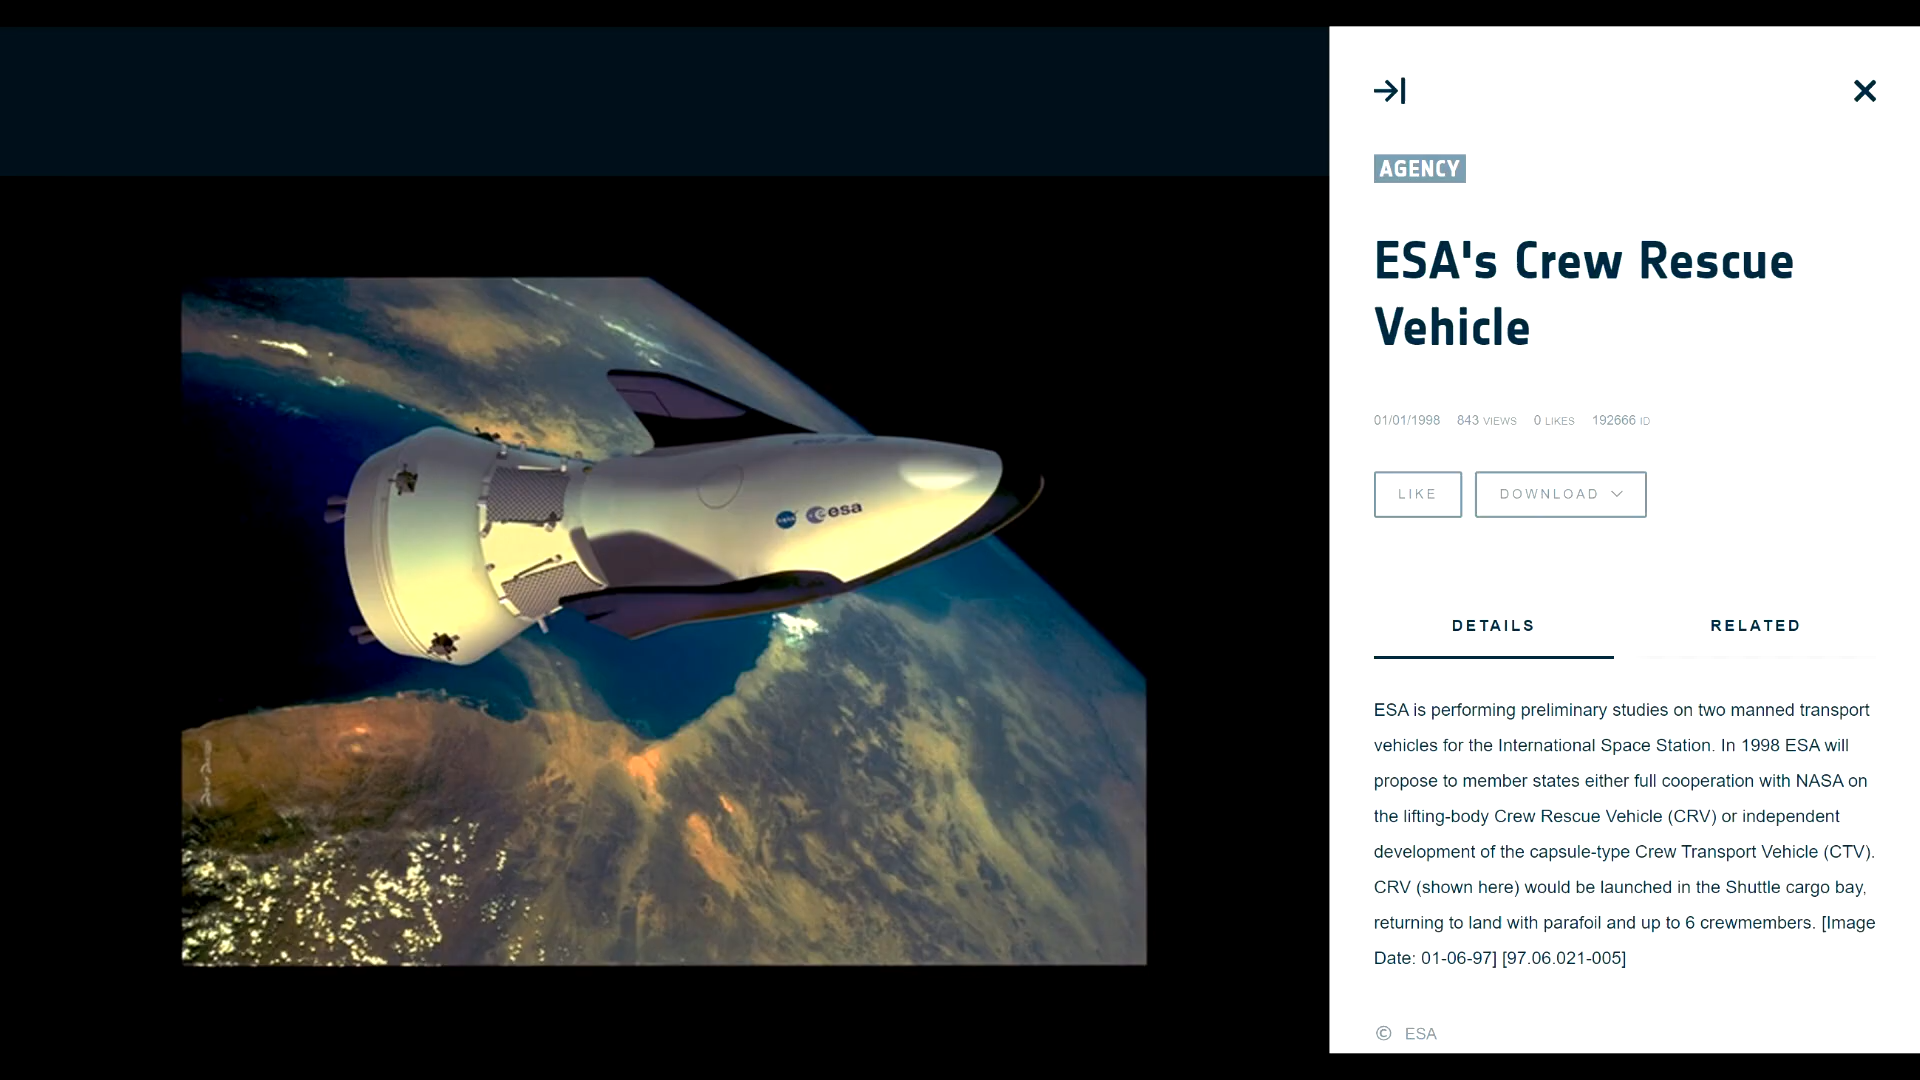 AGENCY
ESA's Crew Rescue
Vehicle
01/01/1998 843 VIEWS 0 LIKES 192666 ID
LIKE DOWNLOAD
DETAILS RELATED
ESA is performing preliminary studies on two manned transport
vehicles for the International Space Station. In 1998 ESA will
propose to member states either full cooperation with NASA on
the lifting-body Crew Rescue Vehicle (CRV) or independent
development of the capsule-type Crew Transport Vehicle (CTV).
CRV (shown here) would be launched in the Shuttle cargo bay,
returning to land with parafoil and up to 6 crewmembers. [Image
Date: 01-06-97] [97.06.021-005]
© ESA
NASA esa